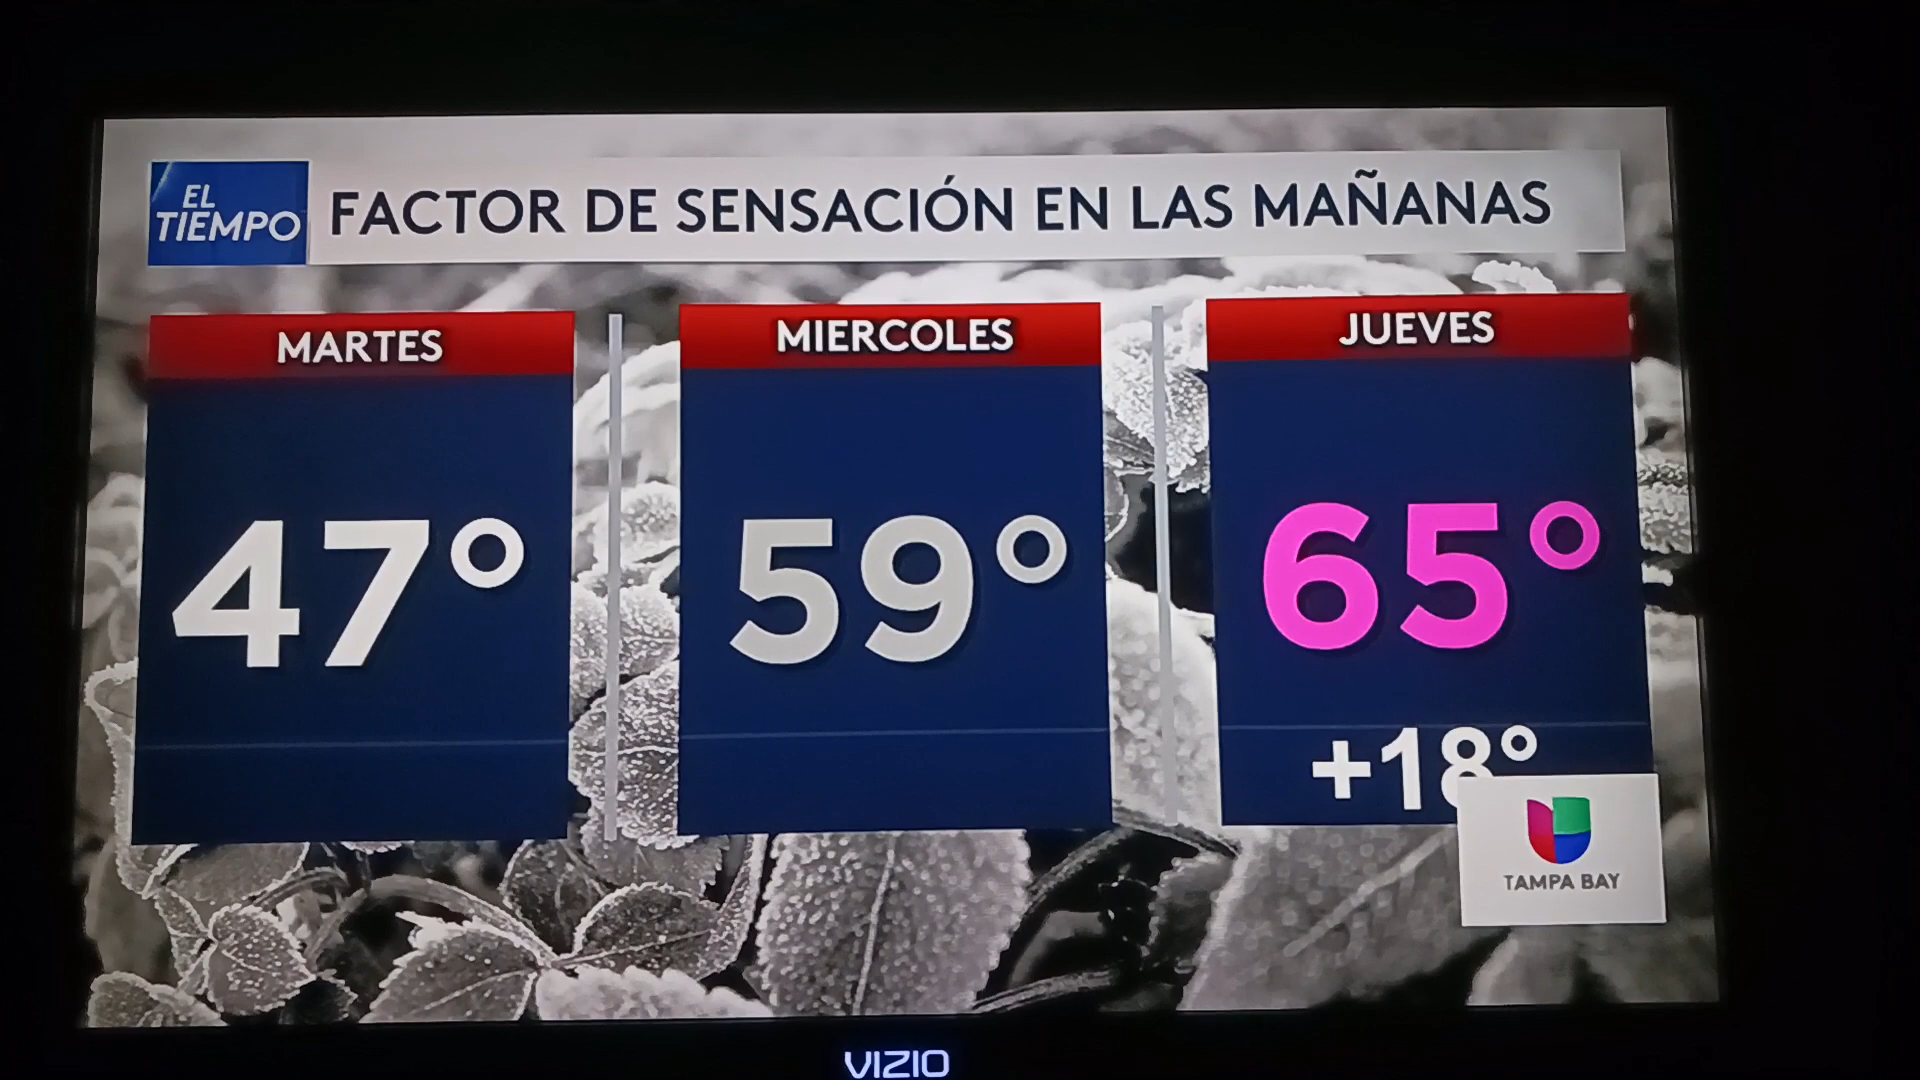 EL
TIEMPO
FACTOR DE SENSACIÓN EN LAS MAÑANAS
MARTES
MIERCOLES
JUEVES
47°
59°
65°
+18°
TAMPA BAY
VIZIO